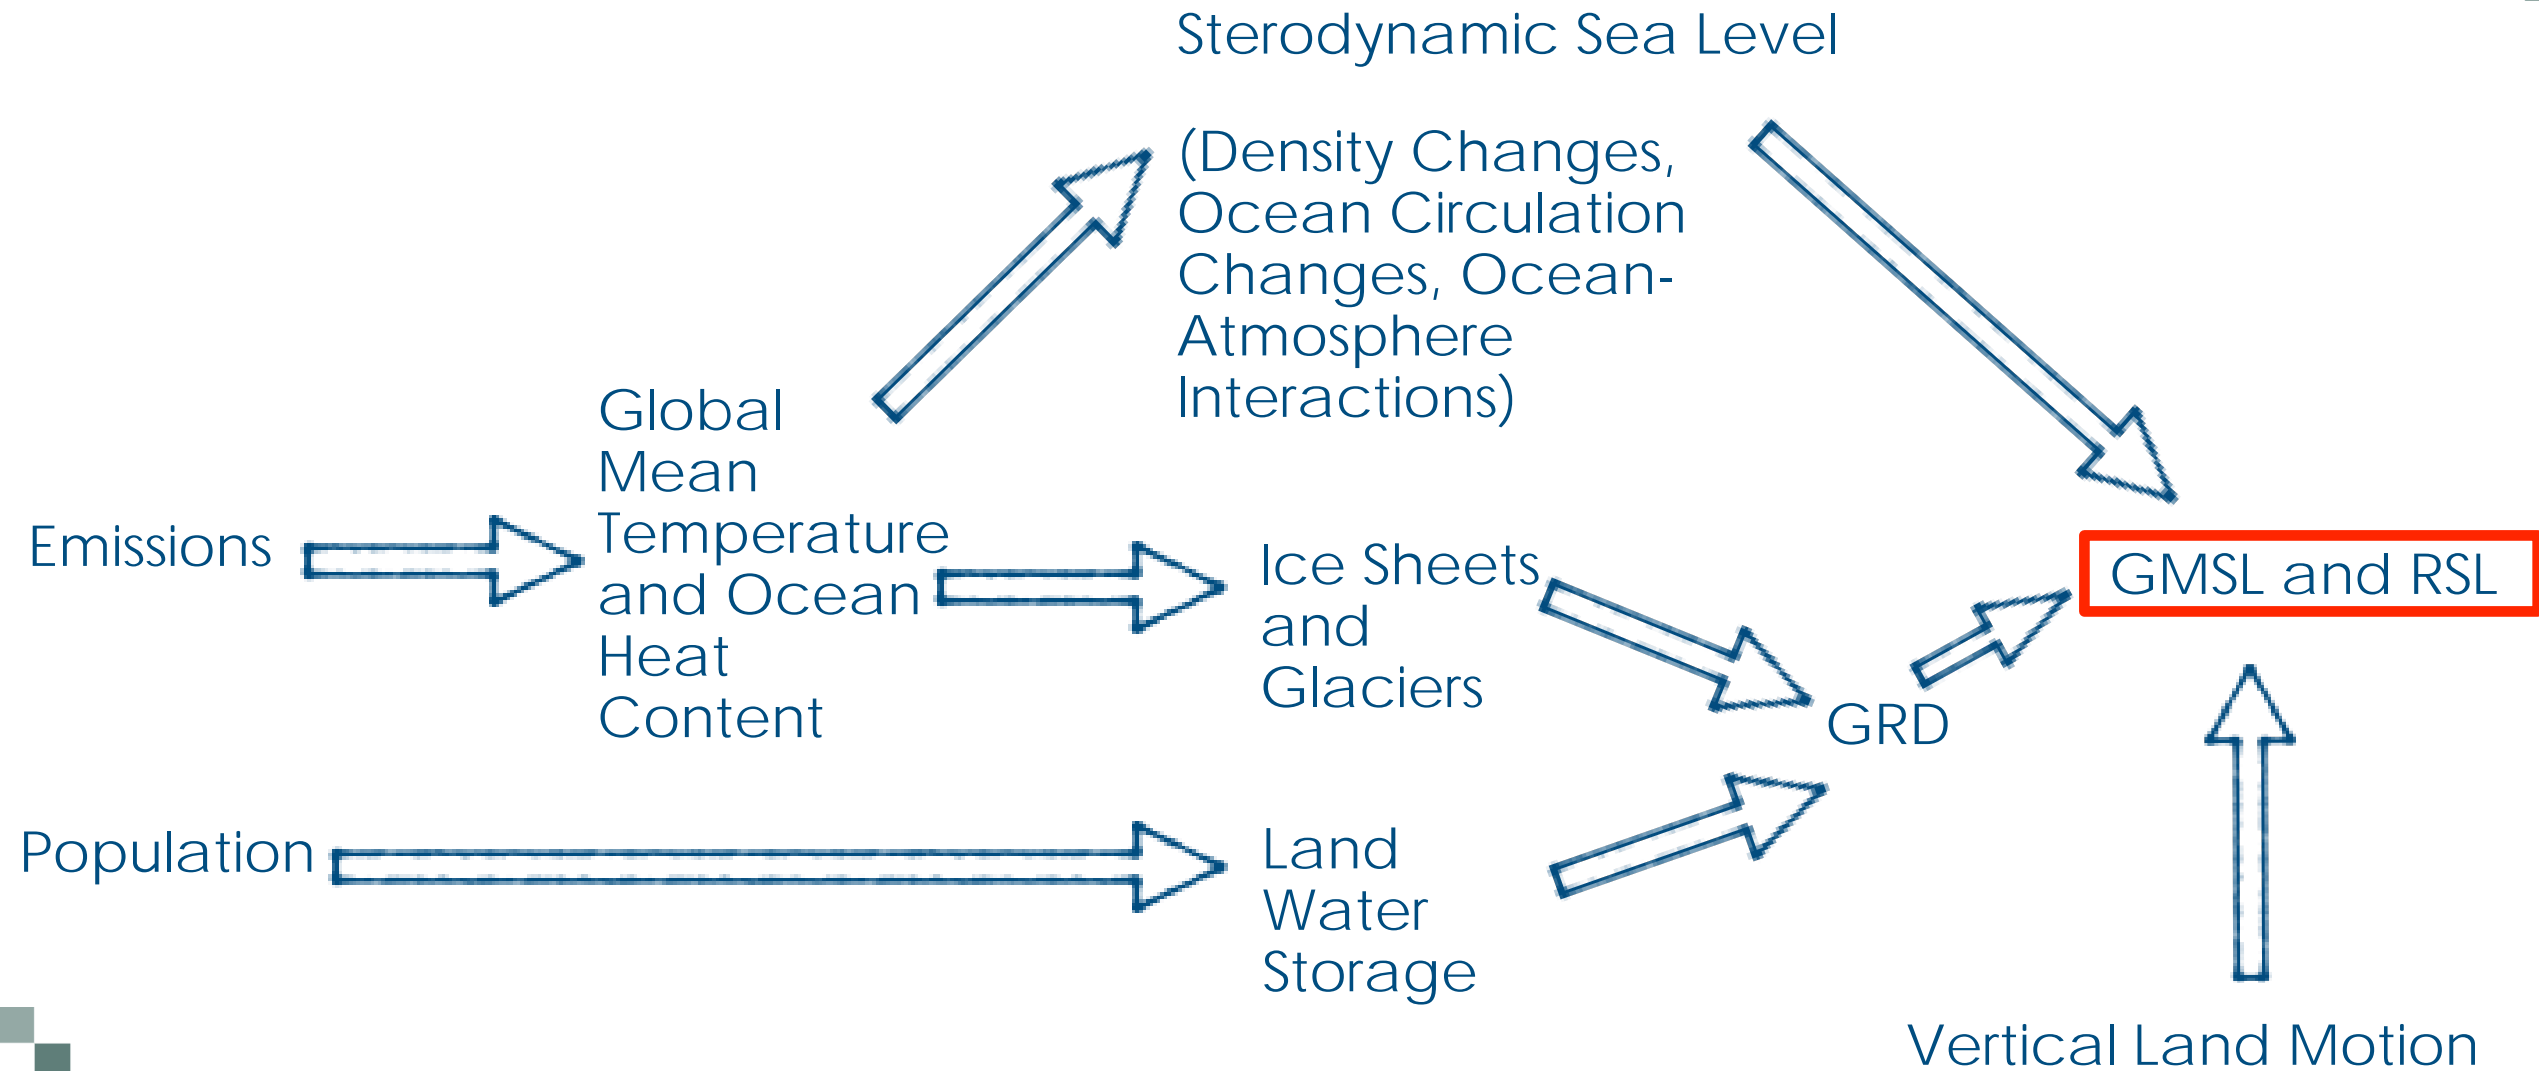 Sterodynamic Sea Level
(Density Changes,
Ocean Circulation
Changes, Ocean-
Atmosphere
Interactions)
Global
Mean
Temperature
and Ocean
Heat
Content
Emissions
Ice Sheets
and
Glaciers
GMSL and RSL
GRD
Population
Land
Water
Storage
Vertical Land Motion